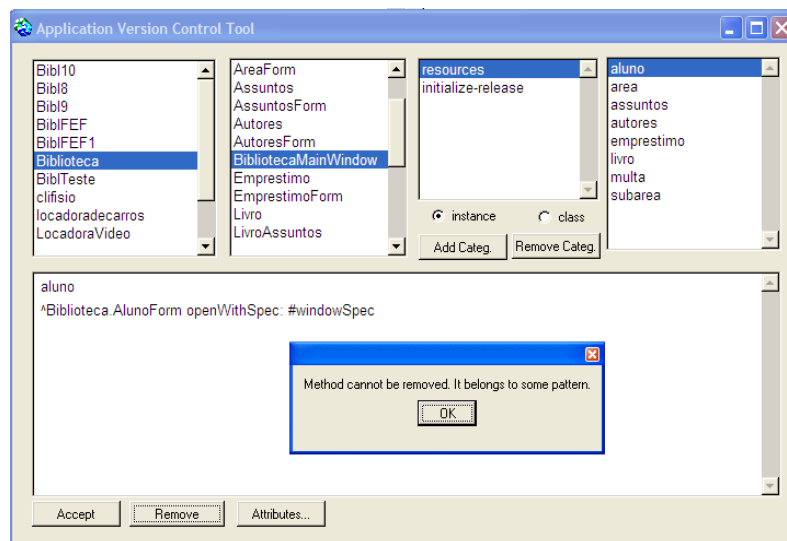 Application Version Control Tool
Bibl10
Bibl8
Bibl9
BiblFEF
BiblFEF1
Biblioteca
BiblTeste
clifisio
locadoradecarros
LocadoraVideo
AreaForm
Assuntos
AssuntosForm
Autores
AutoresForm
BibliotecaMainWindow
Emprestimo
EmprestimoForm
Livro
LivroAssuntos
resources
initialize-release
instance class
Add Categ. Remove Categ.
aluno
area
assuntos
autores
emprestimo
livro
multa
subarea
aluno
^Biblioteca.AlunoForm openWithSpec: #windowSpec
Method cannot be removed. It belongs to some pattern.
OK
Accept Remove Attributes...